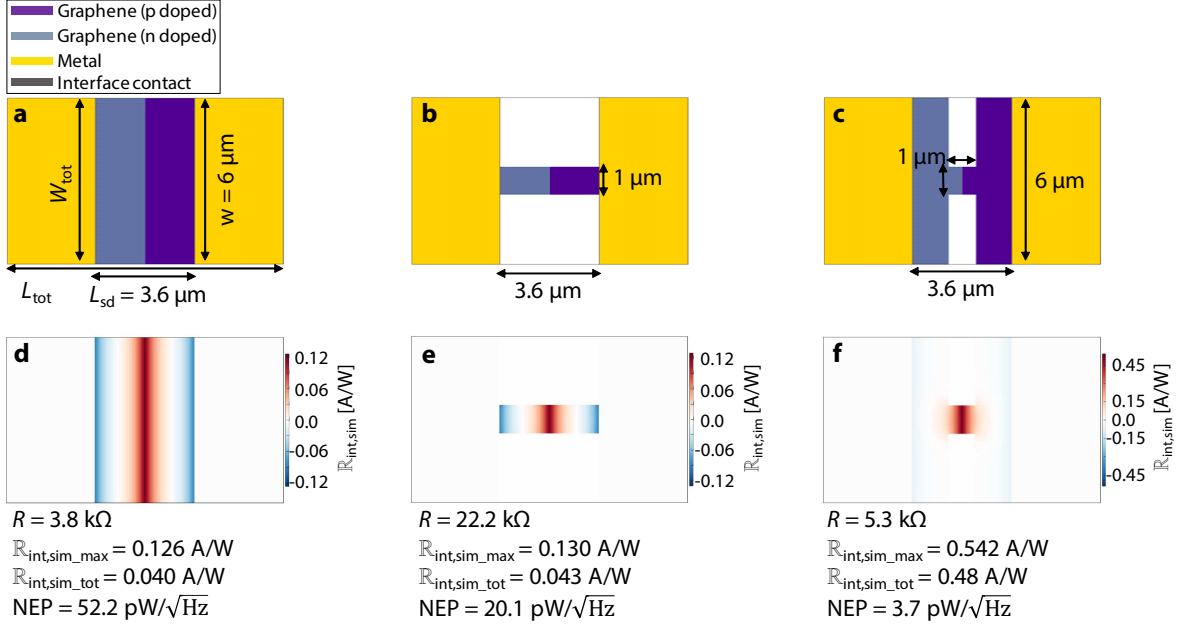 Graphene (p doped)
Graphene (n doped)
Metal
Interface contact
a
W_tot
w = 6 μm
L_tot
L_sd = 3.6 μm
b
1 μm
3.6 μm
c
1 μm
6 μm
3.6 μm
d
0.12
0.06
0.0
-0.06
-0.12
ℝ_int,sim [A/W]
R = 3.8 kΩ
ℝ_int,sim_max = 0.126 A/W
ℝ_int,sim_tot = 0.040 A/W
NEP = 52.2 pW/√Hz
e
0.12
0.06
0.0
-0.06
-0.12
ℝ_int,sim [A/W]
R = 22.2 kΩ
ℝ_int,sim_max = 0.130 A/W
ℝ_int,sim_tot = 0.043 A/W
NEP = 20.1 pW/√Hz
f
0.45
0.15
0.0
-0.15
-0.45
ℝ_int,sim [A/W]
R = 5.3 kΩ
ℝ_int,sim_max = 0.542 A/W
ℝ_int,sim_tot = 0.48 A/W
NEP = 3.7 pW/√Hz